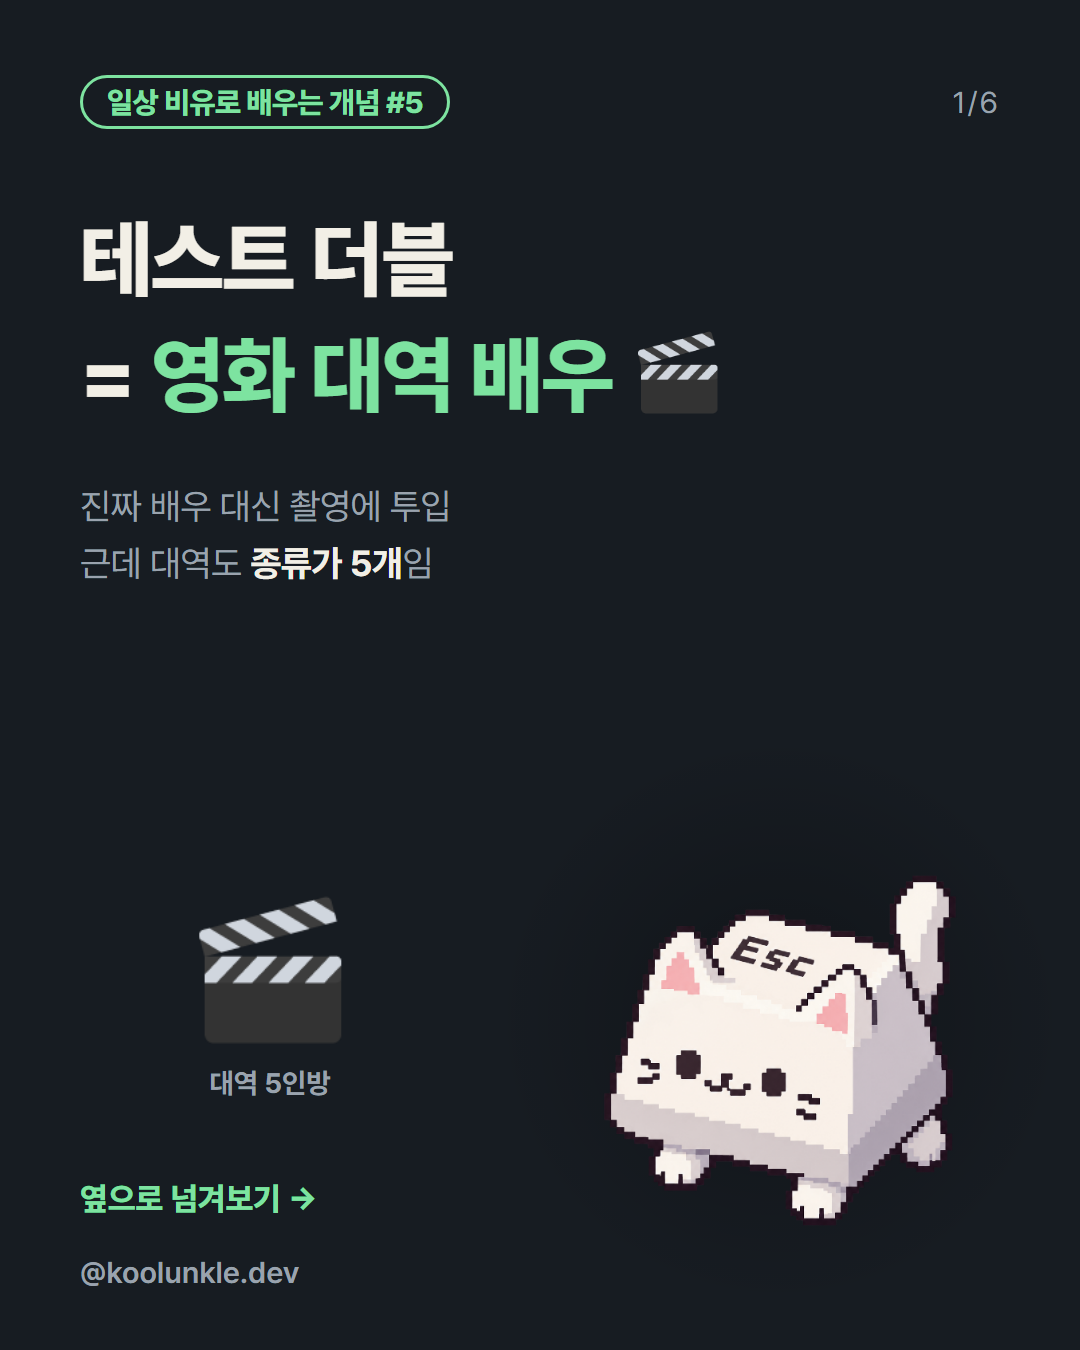 일상 비유로 배우는 개념 #5
1/6
테스트 더블
= 영화 대역 배우 🎬
진짜 배우 대신 촬영에 투입
근데 대역도 종류가 5개임
Esc
대역 5인방
옆으로 넘겨보기 →
@koolunkle.dev